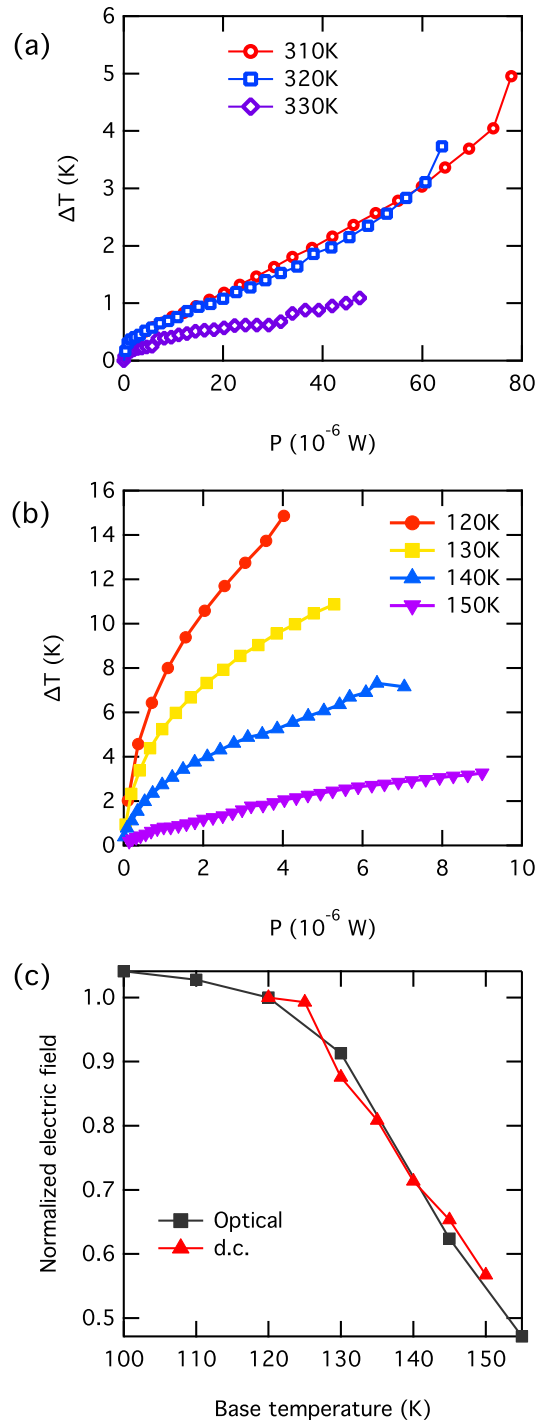 (a)
6
5
4
3
2
1
0
ΔT (K)
310K
320K
330K
0 20 40 60 80
P (10⁻⁶ W)
(b)
16
14
12
10
8
6
4
2
0
ΔT (K)
120K
130K
140K
150K
0 2 4 6 8 10
P (10⁻⁶ W)
(c)
1.0
0.9
0.8
0.7
0.6
0.5
Normalized electric field
Optical
d.c.
100 110 120 130 140 150
Base temperature (K)